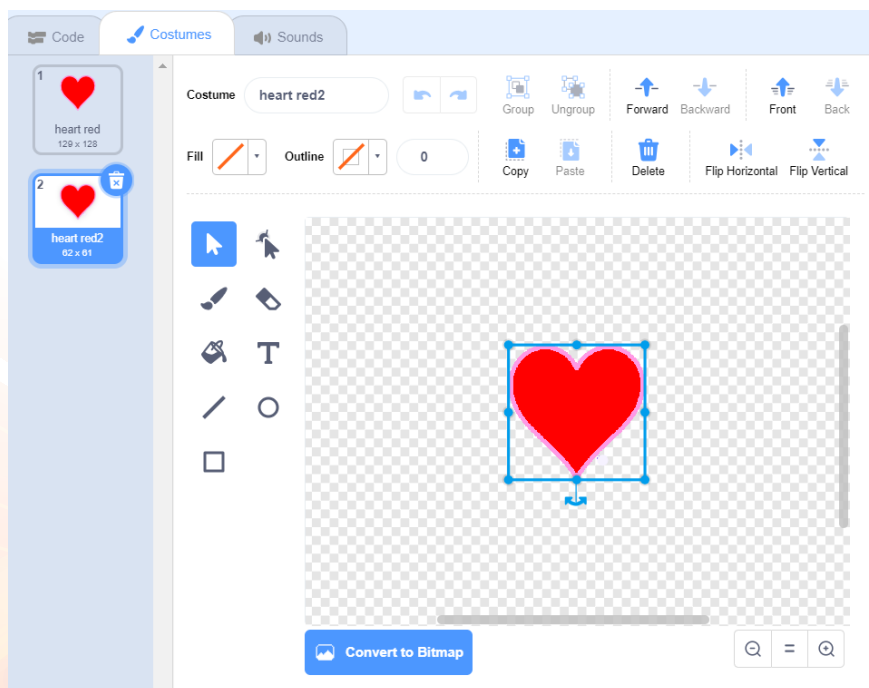 Code Costumes Sounds
1
heart red
129 x 128
2
heart red2
62 x 61
Costume heart red2
Group Ungroup Forward Backward Front Back
Fill Outline 0
Copy Paste Delete Flip Horizontal Flip Vertical
T
Convert to Bitmap